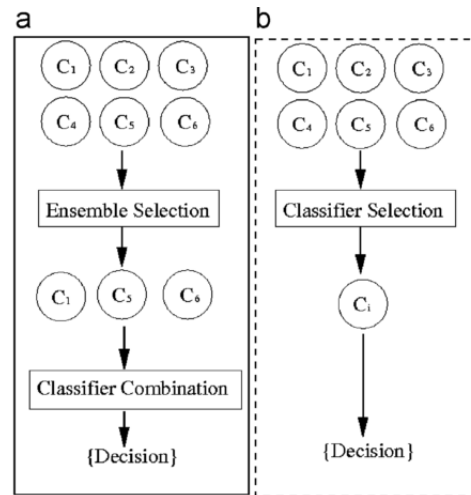 a
C₁ C₂ C₃
C₄ C₅ C₆
Ensemble Selection
C₁ C₅ C₆
Classifier Combination
{Decision}
b
C₁ C₂ C₃
C₄ C₅ C₆
Classifier Selection
Cᵢ
{Decision}